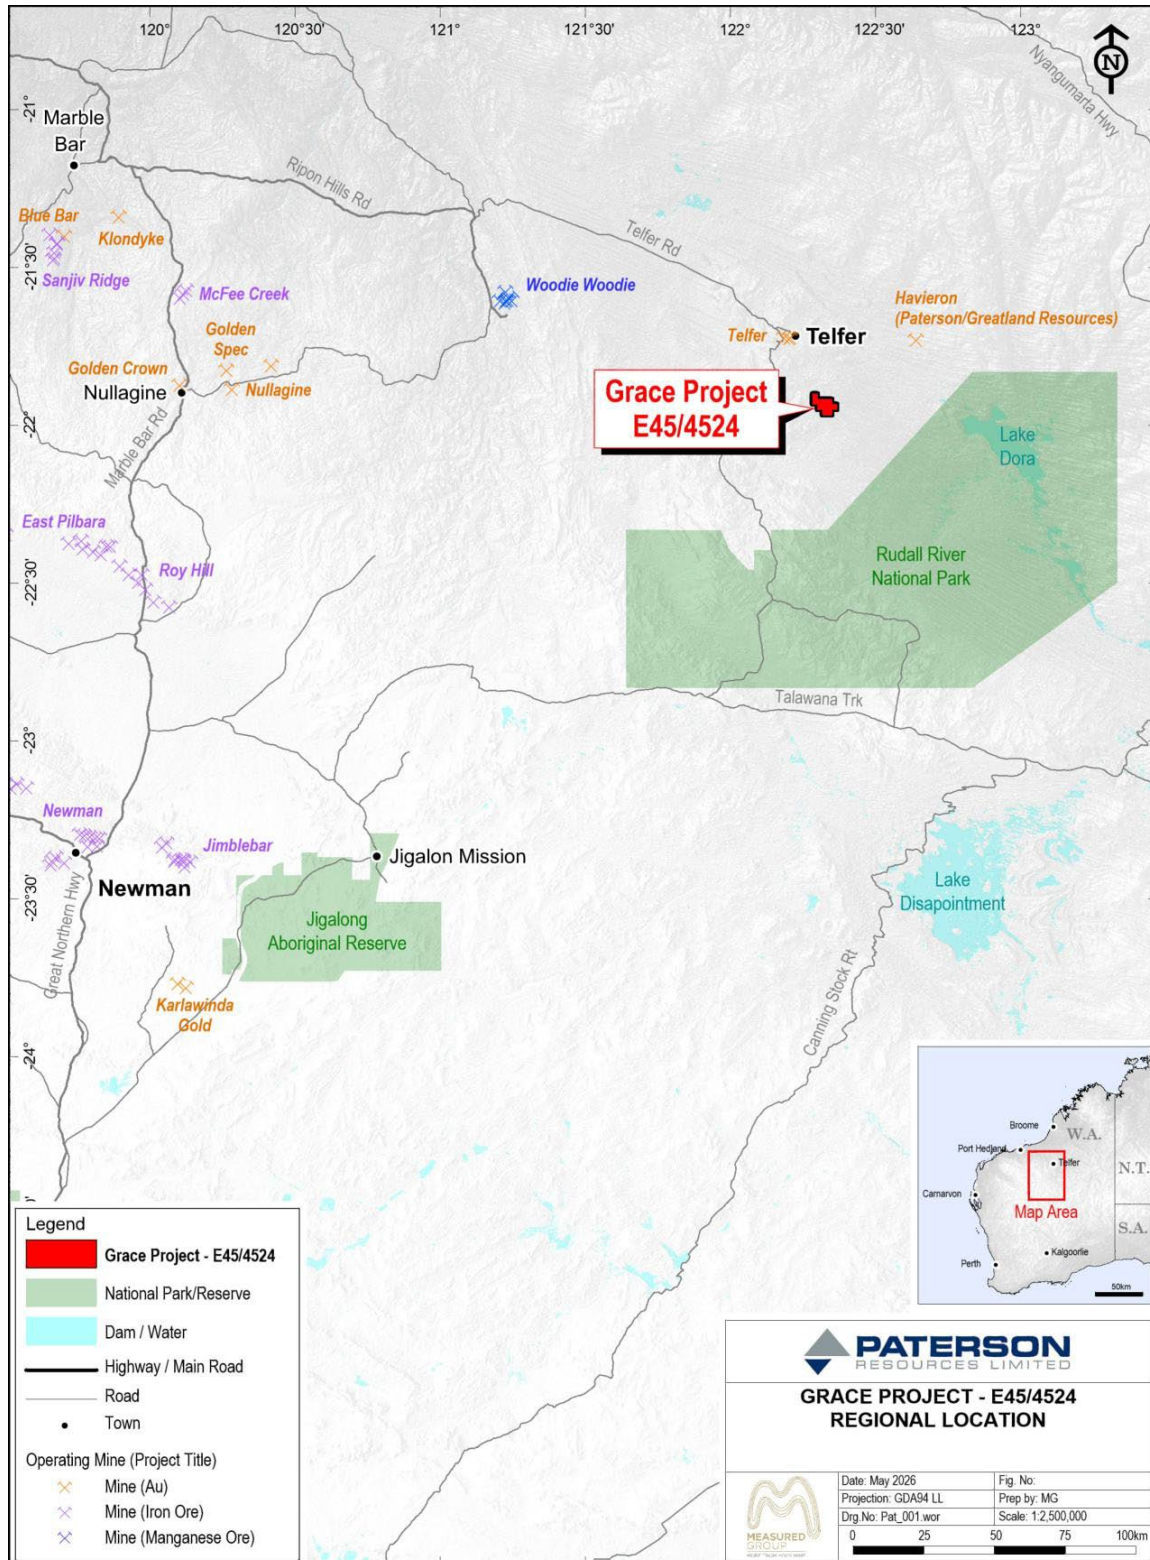 120°
120°30'
121°
121°30'
122°
122°30'
123°
N
Nyangumarta Hwy
-21°
Marble
Bar
Ripon Hills Rd
Blue Bar
Klondyke
Telfer Rd
-21°30'
Sanjiv Ridge
McFee Creek
Woodie Woodie
Havieron
(Paterson/Greatland Resources)
Golden
Spec
Telfer
Telfer
Golden Crown
Nullagine
Nullagine
Grace Project
E45/4524
-22°
Marble Bar Rd
Lake
Dora
East Pilbara
Roy Hill
Rudall River
National Park
-22°30'
Talawana Trk
-23°
Newman
Jimblebar
Jigalon Mission
Newman
-23°30'
Great Northern Hwy
Jigalong
Aboriginal Reserve
Lake
Disapointment
Karlawinda
Gold
Canning Stock Rt
-24°
Broome
W.A.
Port Hedland
Telfer
N.T.
Carnarvon
Map Area
S.A.
Kalgoorlie
Perth
50km
Legend
Grace Project - E45/4524
National Park/Reserve
Dam / Water
Highway / Main Road
Road
Town
Operating Mine (Project Title)
Mine (Au)
Mine (Iron Ore)
Mine (Manganese Ore)
PATERSON
RESOURCES LIMITED
GRACE PROJECT - E45/4524
REGIONAL LOCATION
MEASURED
GROUP
Date: May 2026
Fig. No:
Projection: GDA94 LL
Prep by: MG
Drg.No: Pat_001.wor
Scale: 1:2,500,000
0 25 50 75 100km